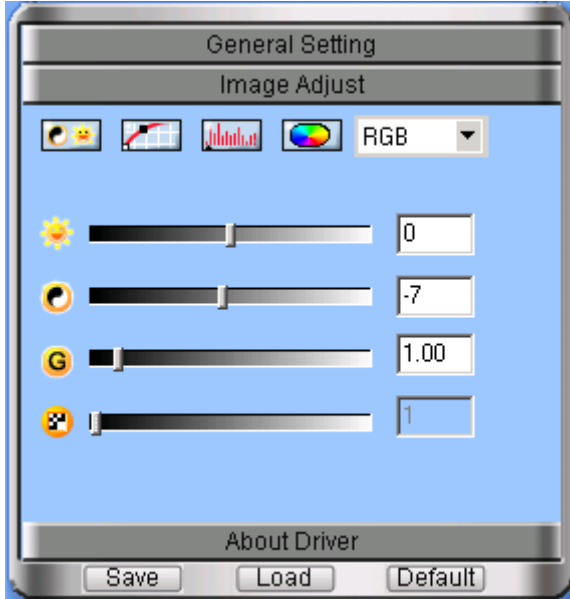 General Setting
Image Adjust
RGB
0
-7
G 1.00
1
About Driver
Save Load Default